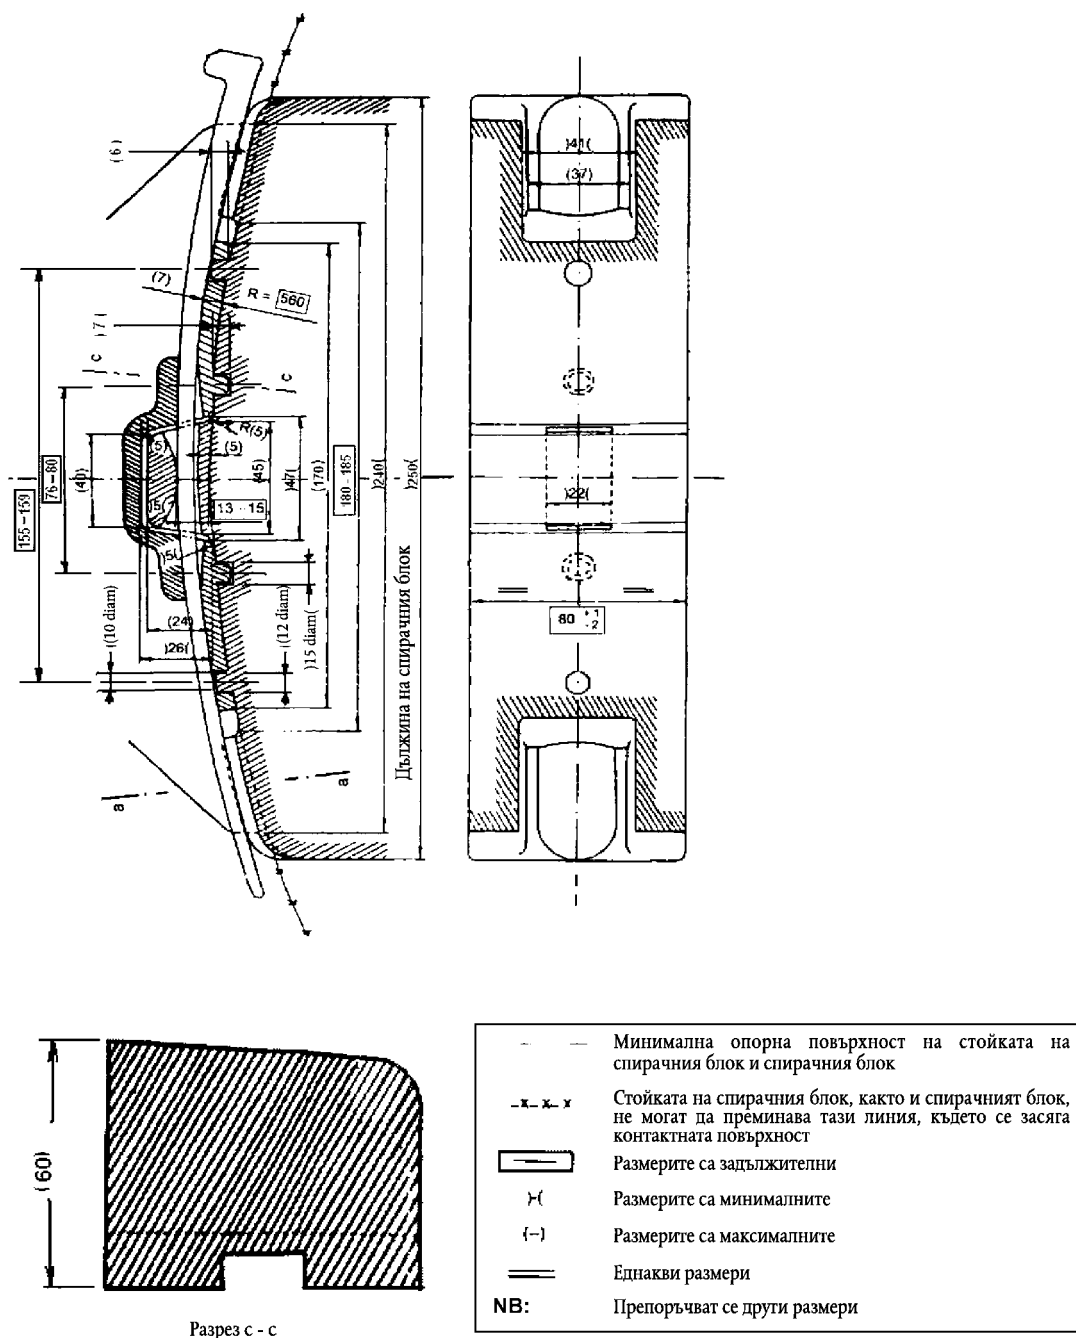 (6)
)41(
(37)
(7)
R = 560
)7(
c
c
R(5)
(5)
(5)
)5(
)5(
13 - 15
(40)
76-80
155-159
(45)
)47(
(170)
180-185
)240(
)250(
)22(
80 +1 -2
(24)
)26(
((10 diam)
((12 diam)
)15 diam(
Дължина на спирачния блок
a
a
(60)
Разрез c - c
Минимална опорна повърхност на стойката на
спирачния блок и спирачния блок
Стойката на спирачния блок, както и спирачният блок,
не могат да преминава тази линия, където се засяга
контактната повърхност
Размерите са задължителни
)-( Размерите са минималните
(-) Размерите са максималните
Еднакви размери
NB: Препоръчват се други размери